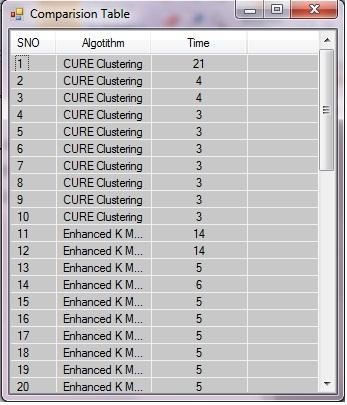 Comparision Table
SNO Algotithm Time
1 CURE Clustering 21
2 CURE Clustering 4
3 CURE Clustering 4
4 CURE Clustering 3
5 CURE Clustering 3
6 CURE Clustering 3
7 CURE Clustering 3
8 CURE Clustering 3
9 CURE Clustering 3
10 CURE Clustering 3
11 Enhanced K M... 14
12 Enhanced K M... 14
13 Enhanced K M... 5
14 Enhanced K M... 6
15 Enhanced K M... 5
16 Enhanced K M... 5
17 Enhanced K M... 5
18 Enhanced K M... 5
19 Enhanced K M... 5
20 Enhanced K M... 5